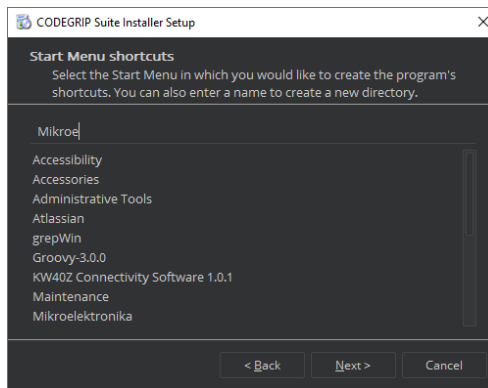 CODEGRIP Suite Installer Setup
Start Menu shortcuts
Select the Start Menu in which you would like to create the program's
shortcuts. You can also enter a name to create a new directory.
Mikroe
Accessibility
Accessories
Administrative Tools
Atlassian
grepWin
Groovy-3.0.0
KW40Z Connectivity Software 1.0.1
Maintenance
Mikroelektronika
< Back Next > Cancel